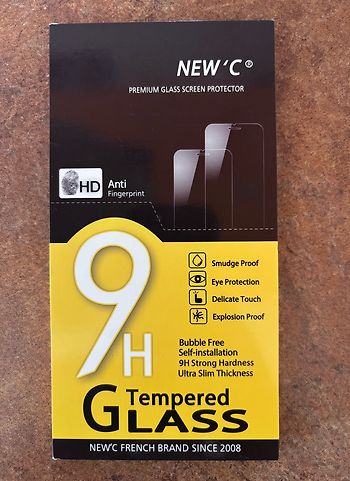 NEW'C ®
PREMIUM GLASS SCREEN PROTECTOR
HD Anti
Fingerprint
9H
Smudge Proof
Eye Protection
Delicate Touch
Explosion Proof
Bubble Free
Self-installation
9H Strong Hardness
Ultra Slim Thickness
Tempered
GLASS
NEW'C FRENCH BRAND SINCE 2008